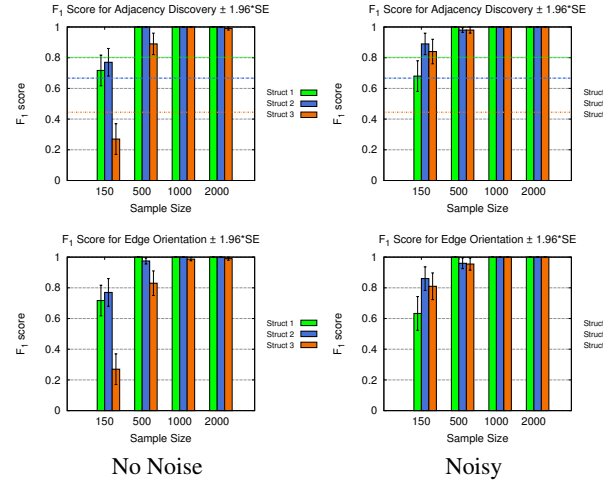 F1 Score for Adjacency Discovery ± 1.96*SE
F1 score
1
0.8
0.6
0.4
0.2
0
150 500 1000 2000
Sample Size
Struct 1
Struct 2
Struct 3
F1 Score for Adjacency Discovery ± 1.96*SE
F1 score
1
0.8
0.6
0.4
0.2
0
150 500 1000 2000
Sample Size
Struc
Struc
Struc
F1 Score for Edge Orientation ± 1.96*SE
F1 score
1
0.8
0.6
0.4
0.2
0
150 500 1000 2000
Sample Size
Struct 1
Struct 2
Struct 3
F1 Score for Edge Orientation ± 1.96*SE
F1 score
1
0.8
0.6
0.4
0.2
0
150 500 1000 2000
Sample Size
Struc
Struc
Struc
No Noise
Noisy